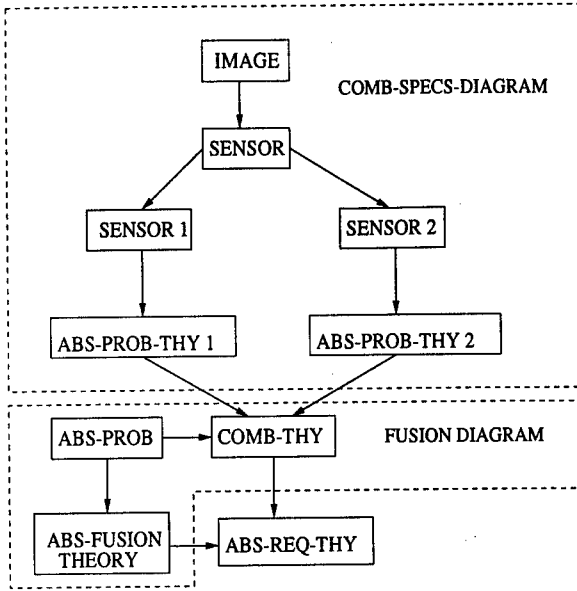 IMAGE
COMB-SPECS-DIAGRAM
SENSOR
SENSOR 1
SENSOR 2
ABS-PROB-THY 1
ABS-PROB-THY 2
ABS-PROB
COMB-THY
FUSION DIAGRAM
ABS-FUSION
THEORY
ABS-REQ-THY